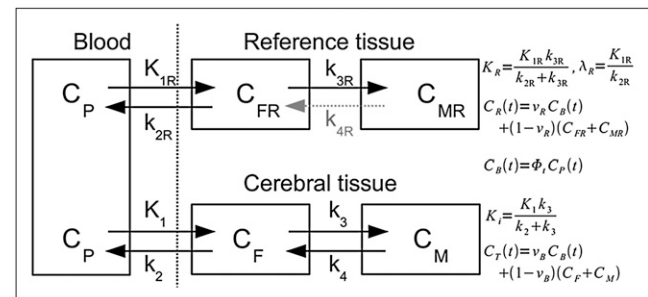 Blood
Reference tissue
C_P
K_1R
k_2R
C_FR
k_3R
k_4R
C_MR
Cerebral tissue
C_P
K_1
k_2
C_F
k_3
k_4
C_M
K_R = K_1R k_3R / k_2R + k_3R , λ_R = K_1R / k_2R
C_R(t) = v_R C_B(t)
+(1−v_R)(C_FR + C_MR)
C_B(t) = Φ_t C_P(t)
K_i = K_1 k_3 / k_2 + k_3
C_T(t) = v_B C_B(t)
+(1−v_B)(C_F + C_M)